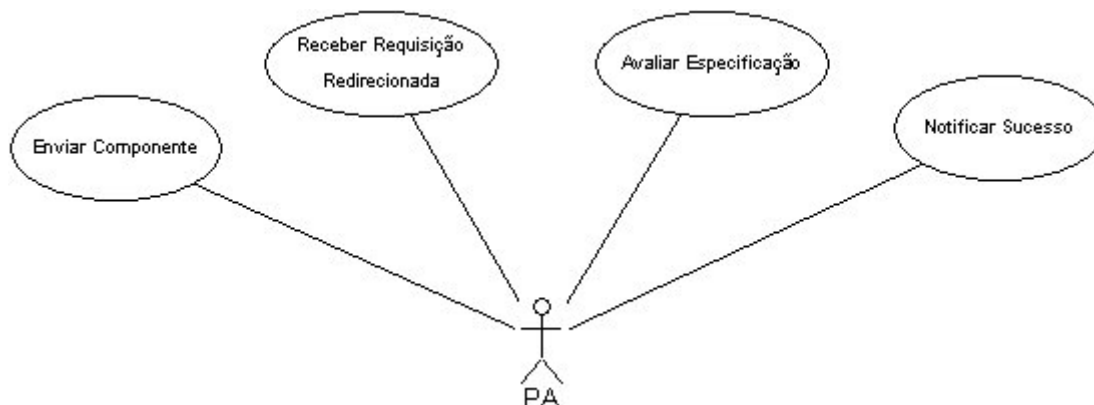 Receber Requisição
Redirecionada
Avaliar Especificação
Enviar Componente
Notificar Sucesso
PA